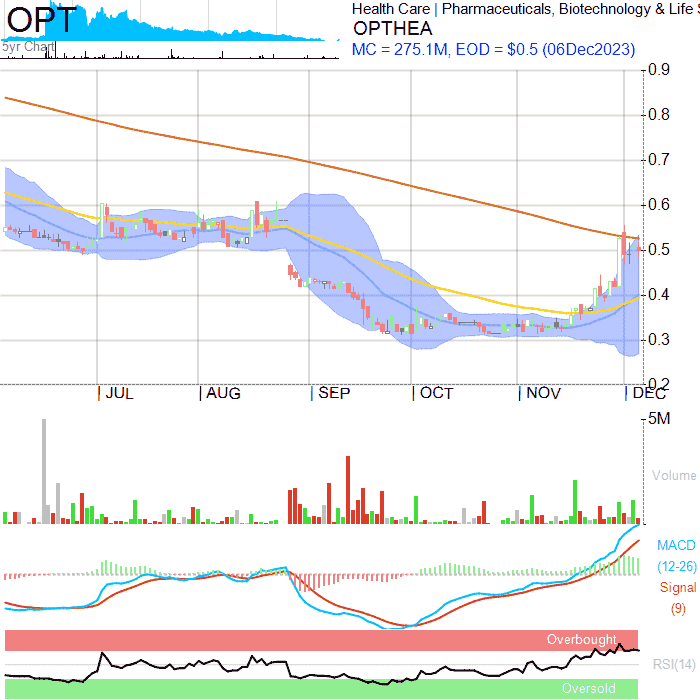 OPT
5yr Chart
Health Care | Pharmaceuticals, Biotechnology & Life S
OPTHEA
MC = 275.1M, EOD = $0.5 (06Dec2023)
0.9
0.8
0.7
0.6
0.5
0.4
0.3
0.2
| JUL | AUG | SEP | OCT | NOV | DEC
5M
Volume
MACD
(12-26)
Signal
(9)
Overbought
RSI(14)
Oversold